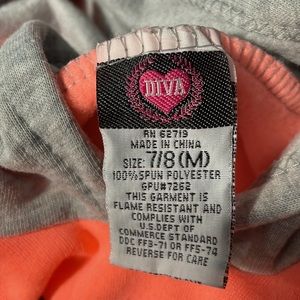 DIVA
RN 62719
MADE IN CHINA
SIZE: 7/8 (M)
100% SPUN POLYESTER
GPU#7262
THIS GARMENT IS
FLAME RESISTANT AND
COMPLIES WITH
U.S.DEPT OF
COMMERCE STANDARD
DOC FF3-71 OR FF5-74
REVERSE FOR CARE